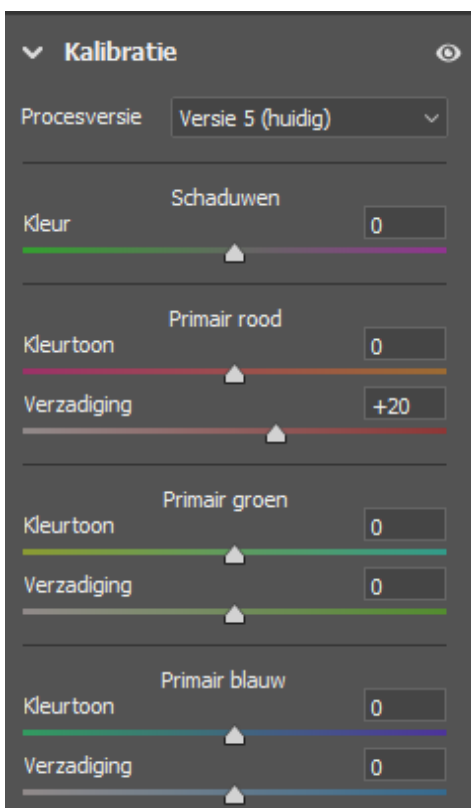 Kalibratie
Procesversie Versie 5 (huidig)
Schaduwen
Kleur 0
Primair rood
Kleurtoon 0
Verzadiging +20
Primair groen
Kleurtoon 0
Verzadiging 0
Primair blauw
Kleurtoon 0
Verzadiging 0